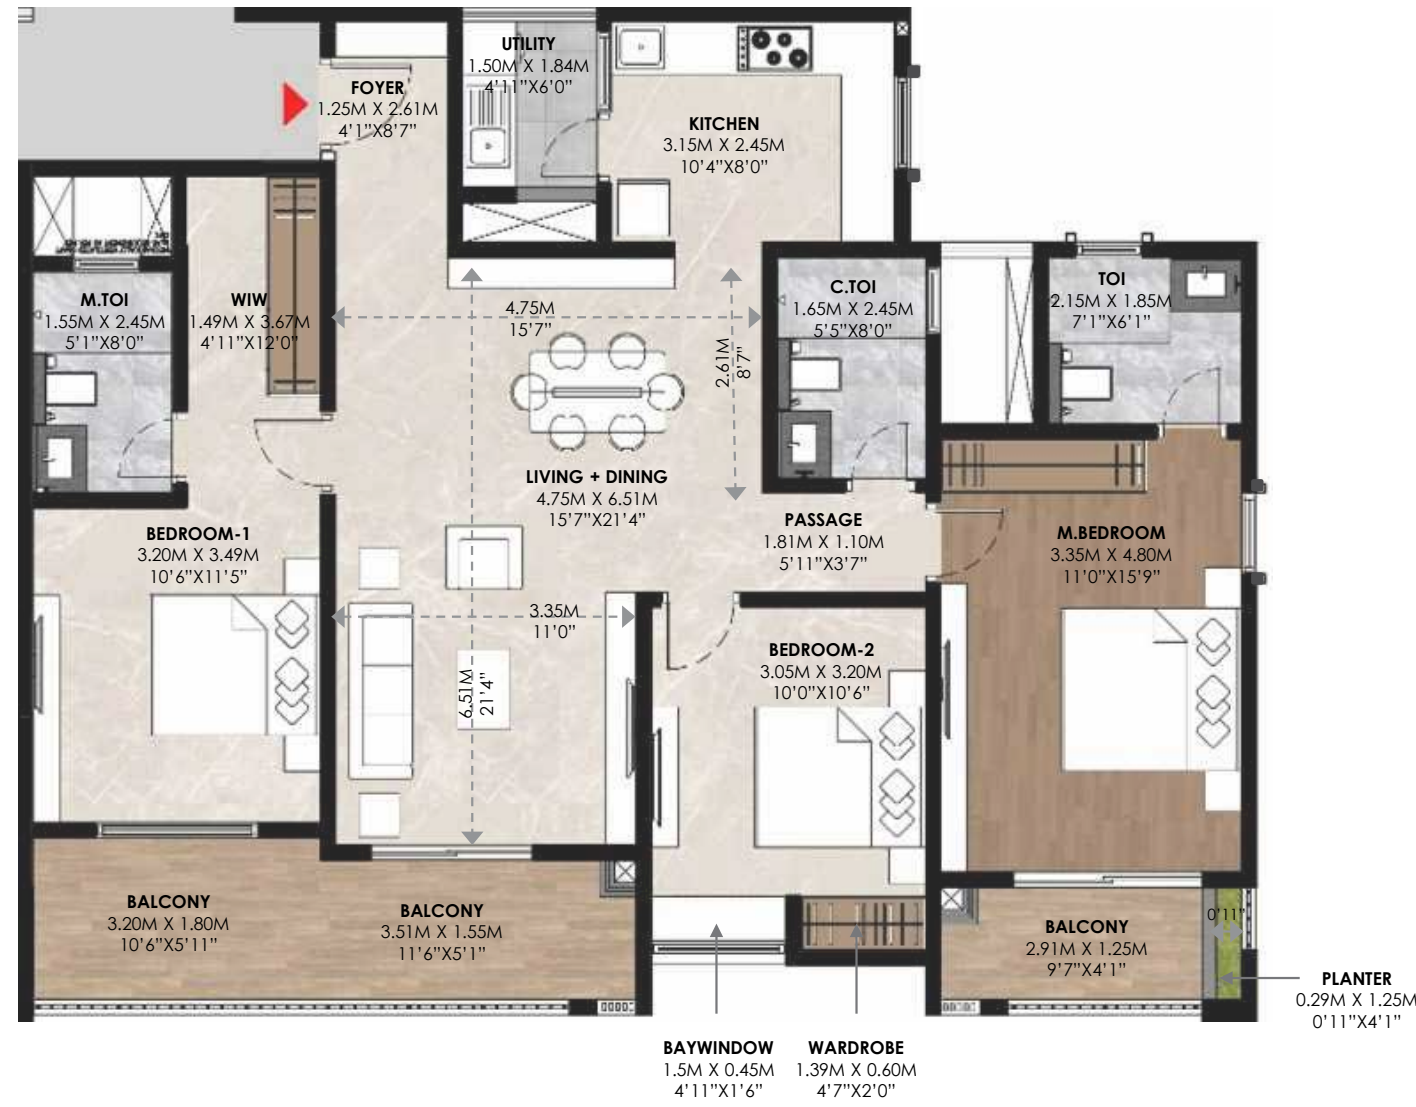 UTILITY
1.50M X 1.84M
4'11"X6'0"
FOYER
1.25M X 2.61M
4'1"X8'7"
KITCHEN
3.15M X 2.45M
10'4"X8'0"
M.TOI
1.55M X 2.45M
5'1"X8'0"
WIW
1.49M X 3.67M
4'11"X12'0"
4.75M
15'7"
2.61M
8'7"
C.TOI
1.65M X 2.45M
5'5"X8'0"
TOI
2.15M X 1.85M
7'1"X6'1"
LIVING + DINING
4.75M X 6.51M
15'7"X21'4"
PASSAGE
1.81M X 1.10M
5'11"X3'7"
BEDROOM-1
3.20M X 3.49M
10'6"X11'5"
M.BEDROOM
3.35M X 4.80M
11'0"X15'9"
3.35M
11'0"
6.51M
21'4"
BEDROOM-2
3.05M X 3.20M
10'0"X10'6"
BALCONY
3.20M X 1.80M
10'6"X5'11"
BALCONY
3.51M X 1.55M
11'6"X5'1"
BALCONY
2.91M X 1.25M
9'7"X4'1"
0'11"
PLANTER
0.29M X 1.25M
0'11"X4'1"
BAYWINDOW
1.5M X 0.45M
4'11"X1'6"
WARDROBE
1.39M X 0.60M
4'7"X2'0"